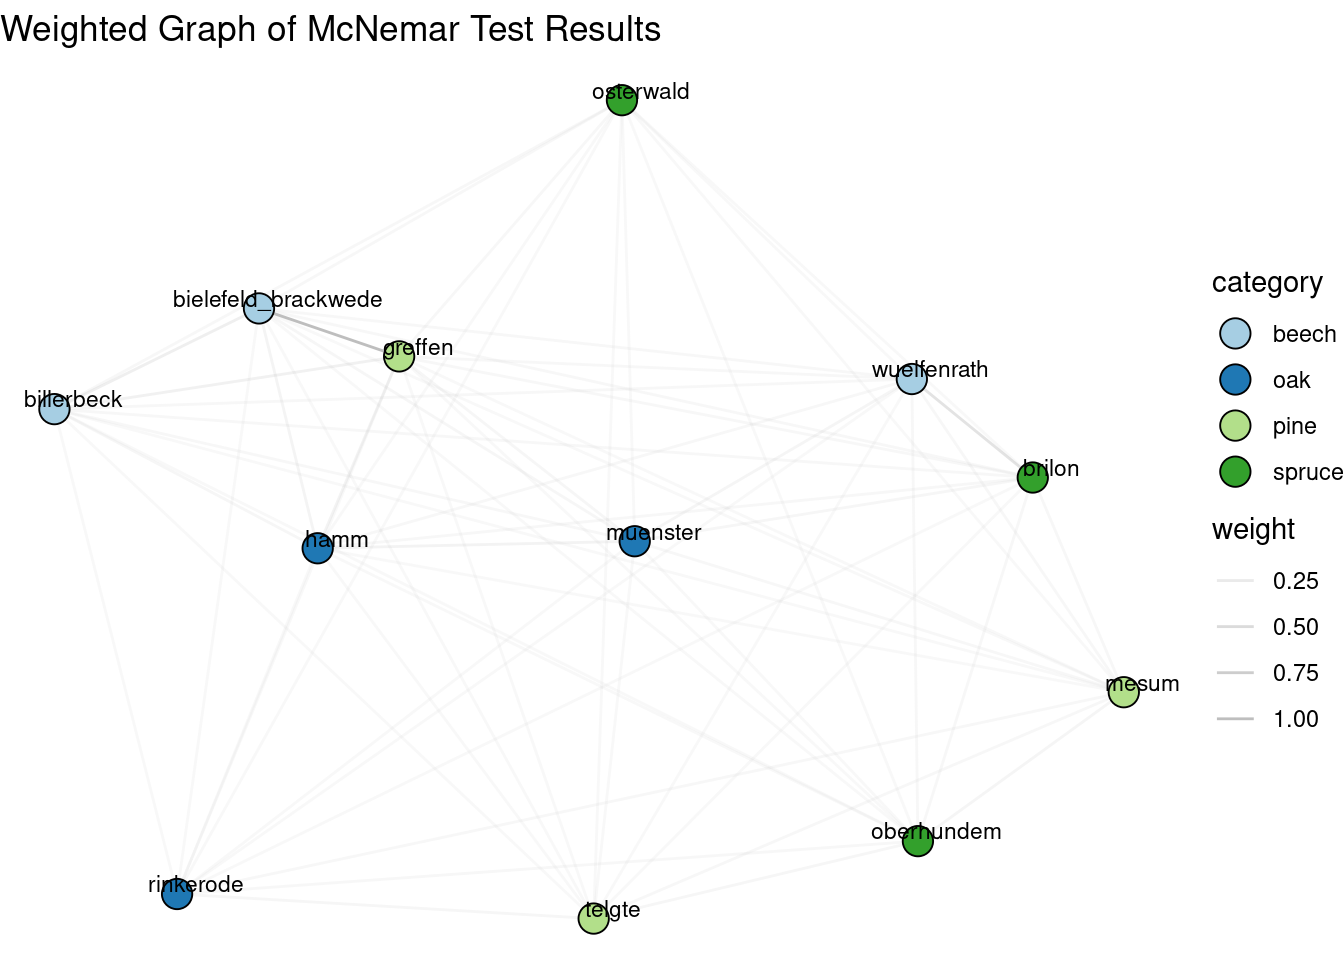 Weighted Graph of McNemar Test Results
osterwald
bielefeld_brackwede
greffen
wuelfenrath
billerbeck
brilon
hamm
muenster
mesum
oberhundem
rinkerode
telgte
category
beech
oak
pine
spruce
weight
0.25
0.50
0.75
1.00